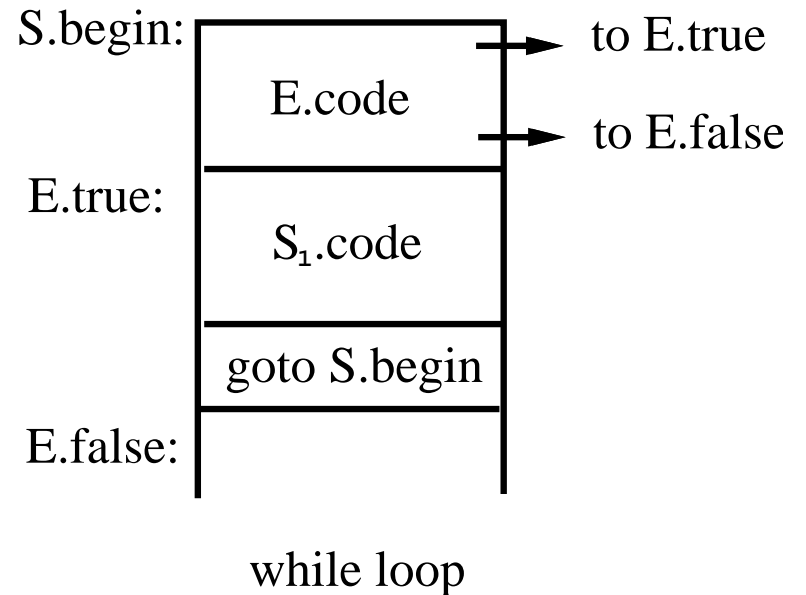 S.begin:
to E.true
E.code
to E.false
E.true:
S₁.code
goto S.begin
E.false:
while loop